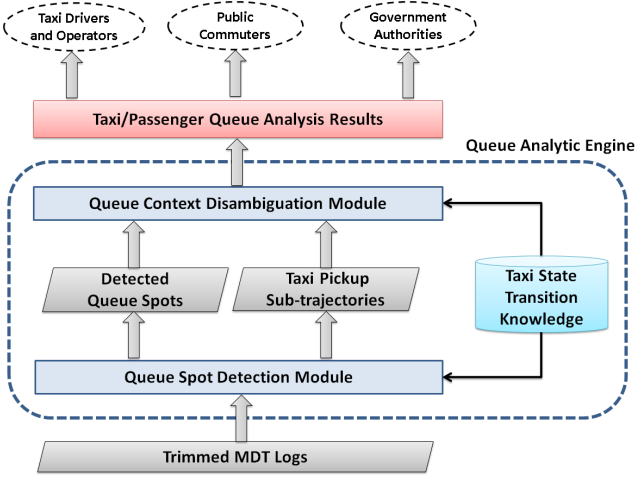 Taxi Drivers
and Operators
Public
Commuters
Government
Authorities
Taxi/Passenger Queue Analysis Results
Queue Analytic Engine
Queue Context Disambiguation Module
Detected
Queue Spots
Taxi Pickup
Sub-trajectories
Taxi State
Transition
Knowledge
Queue Spot Detection Module
Trimmed MDT Logs